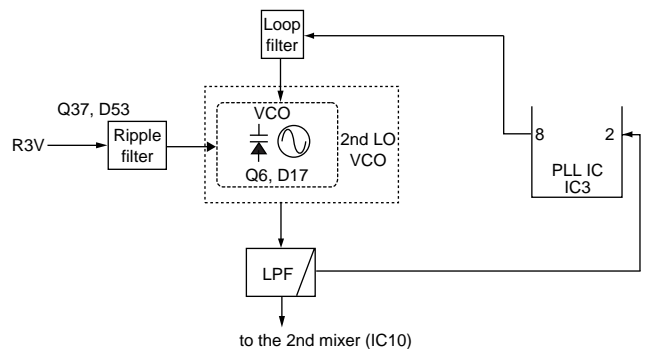 Loop
filter
Q37, D53
R3V
Ripple
filter
VCO
Q6, D17
2nd LO
VCO
8
2
PLL IC
IC3
LPF
to the 2nd mixer (IC10)